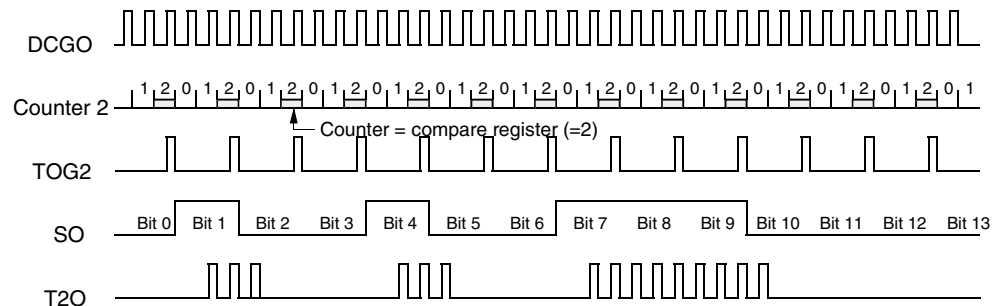 DCGO
Counter 2
1 2 0 1 2 0 1 2 0 1 2 0 1 2 0 1 2 0 1 2 0 1 2 0 1 2 0 1 2 0 1 2 0 1 2 0 1 2 0 1
Counter = compare register (=2)
TOG2
SO
Bit 0 Bit 1 Bit 2 Bit 3 Bit 4 Bit 5 Bit 6 Bit 7 Bit 8 Bit 9 Bit 10 Bit 11 Bit 12 Bit 13
T2O